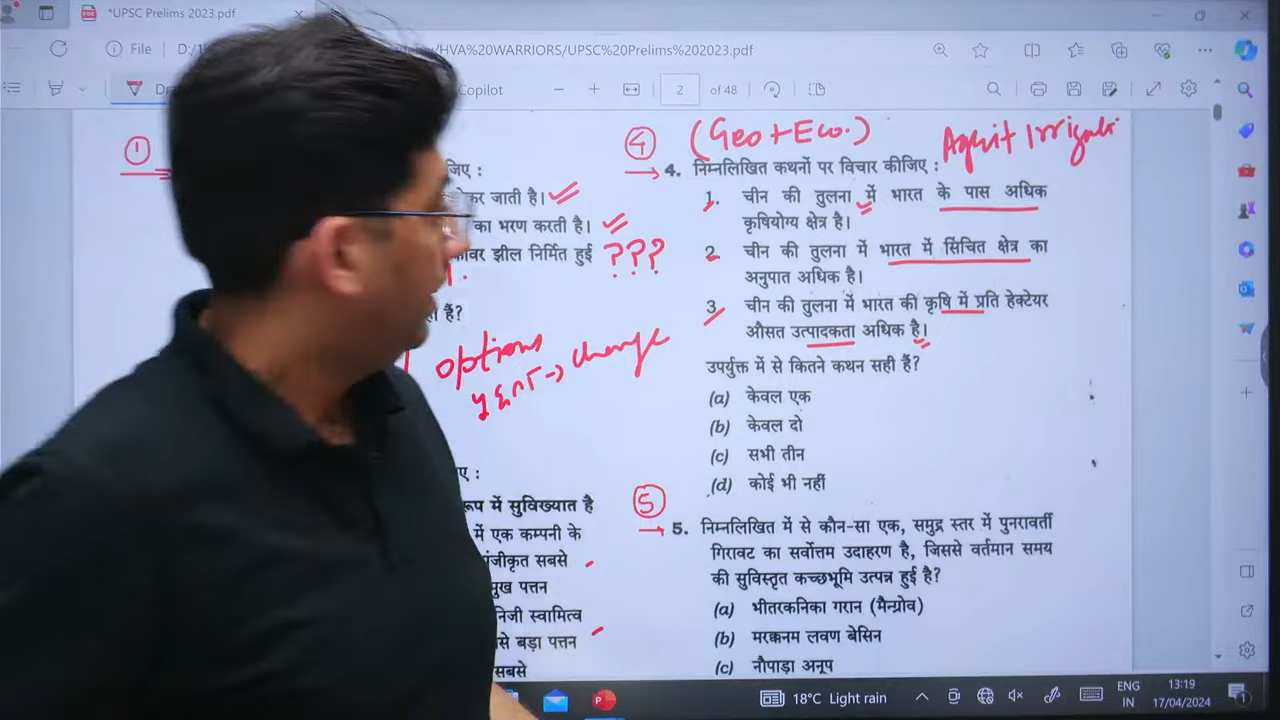 *UPSC Prelims 2023.pdf
File
/HVA%20WARRIORS/UPSC%20Prelims%202023.pdf
Copilot
2 of 48
①
जिए :
कर जाती है।
का भरण करती है।
झील निर्मित हुई ???
हैं?
options
change
ए :
रूप में सुविख्यात है
में एक कम्पनी के
पंजीकृत सबसे
पत्तन
निजी स्वामित्व
से बड़ा पत्तन
सबसे
④ (Geo + Eco.)
4. निम्नलिखित कथनों पर विचार कीजिए :
1. चीन की तुलना में भारत के पास अधिक
कृषियोग्य क्षेत्र है।
2. चीन की तुलना में भारत में सिंचित क्षेत्र का
अनुपात अधिक है।
3. चीन की तुलना में भारत की कृषि में प्रति हेक्टेयर
औसत उत्पादकता अधिक है।
उपर्युक्त में से कितने कथन सही हैं?
(a) केवल एक
(b) केवल दो
(c) सभी तीन
(d) कोई भी नहीं
⑤
5. निम्नलिखित में से कौन-सा एक, समुद्र स्तर में पुनरावर्ती
गिरावट का सर्वोत्तम उदाहरण है, जिससे वर्तमान समय
की सुविस्तृत कच्छभूमि उत्पन्न हुई है?
(a) भीतरकनिका गरान (मैन्ग्रोव)
(b) मरक्कनम लवण बेसिन
(c) नौपाड़ा अनूप
18°C Light rain
ENG
IN
13:19
17/04/2024